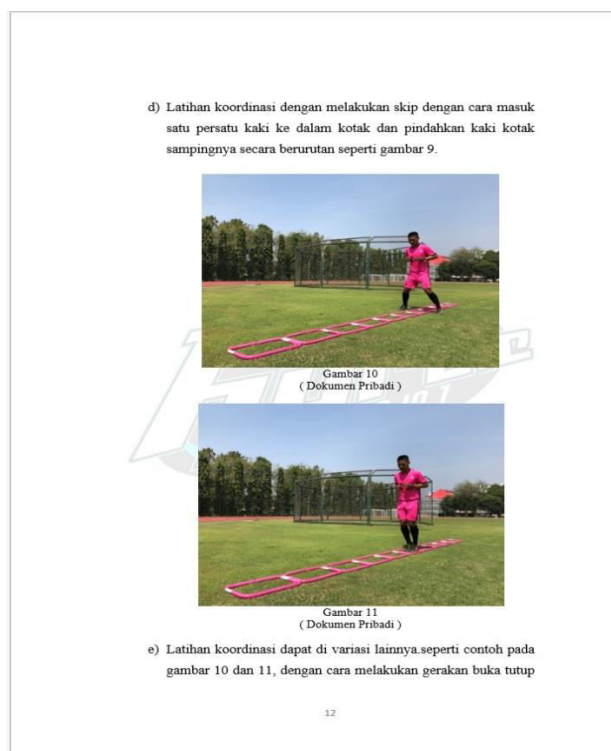 d) Latihan koordinasi dengan melakukan skip dengan cara masuk
satu persatu kaki ke dalam kotak dan pindahkan kaki kotak
sampingnya secara berurutan seperti gambar 9.
Gambar 10
( Dokumen Pribadi )
Gambar 11
( Dokumen Pribadi )
e) Latihan koordinasi dapat di variasi lainnya.seperti contoh pada
gambar 10 dan 11, dengan cara melakukan gerakan buka tutup
12